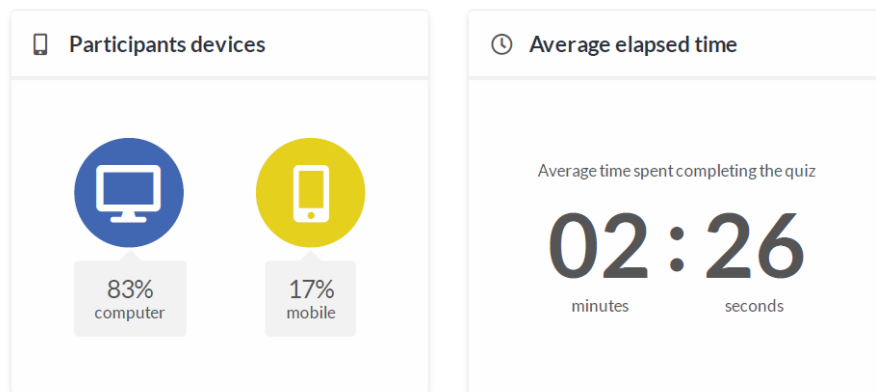 Participants devices
83%
computer
17%
mobile
Average elapsed time
Average time spent completing the quiz
02 : 26
minutes seconds